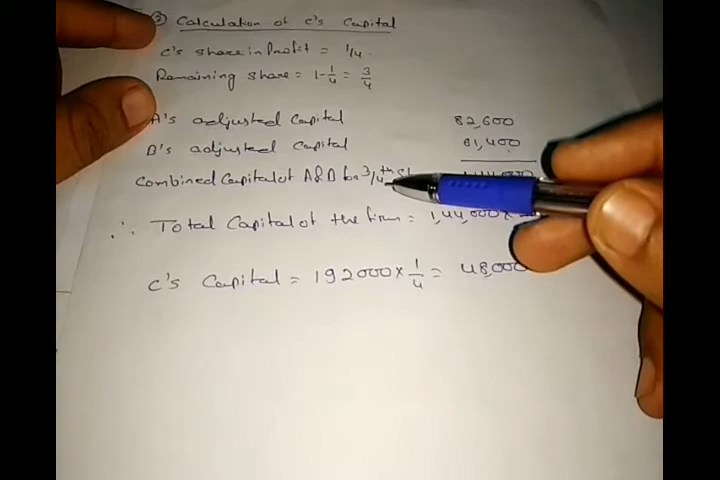 ③ Calculation of C's Capital
C's share in Profit = 1/4.
Remaining share = 1-1/4 = 3/4
A's adjusted Capital 82,600
B's adjusted Capital 61,400
Combined Capital of A&B for 3/4th
∴ Total Capital of the firm = 1,44,000 ×
C's Capital = 192000 × 1/4 = 48,000